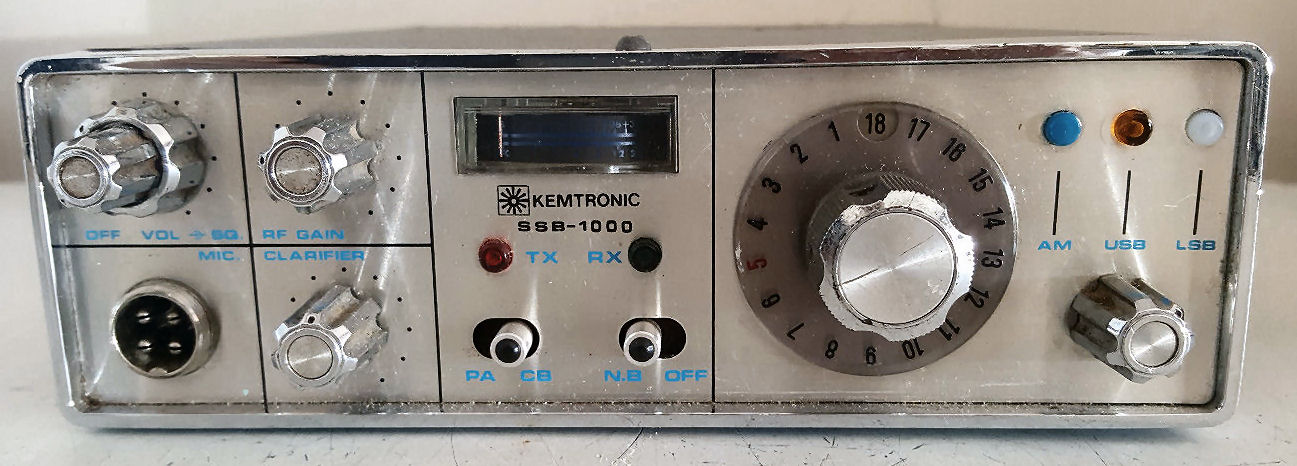 OFF VOL SQ.
MIC.
RF GAIN
CLARIFIER
KEMTRONIC
SSB-1000
TX RX
PA CB
N.B OFF
18
17
16
15
14
13
12
11
10
9
8
7
6
5
4
3
2
1
AM USB LSB